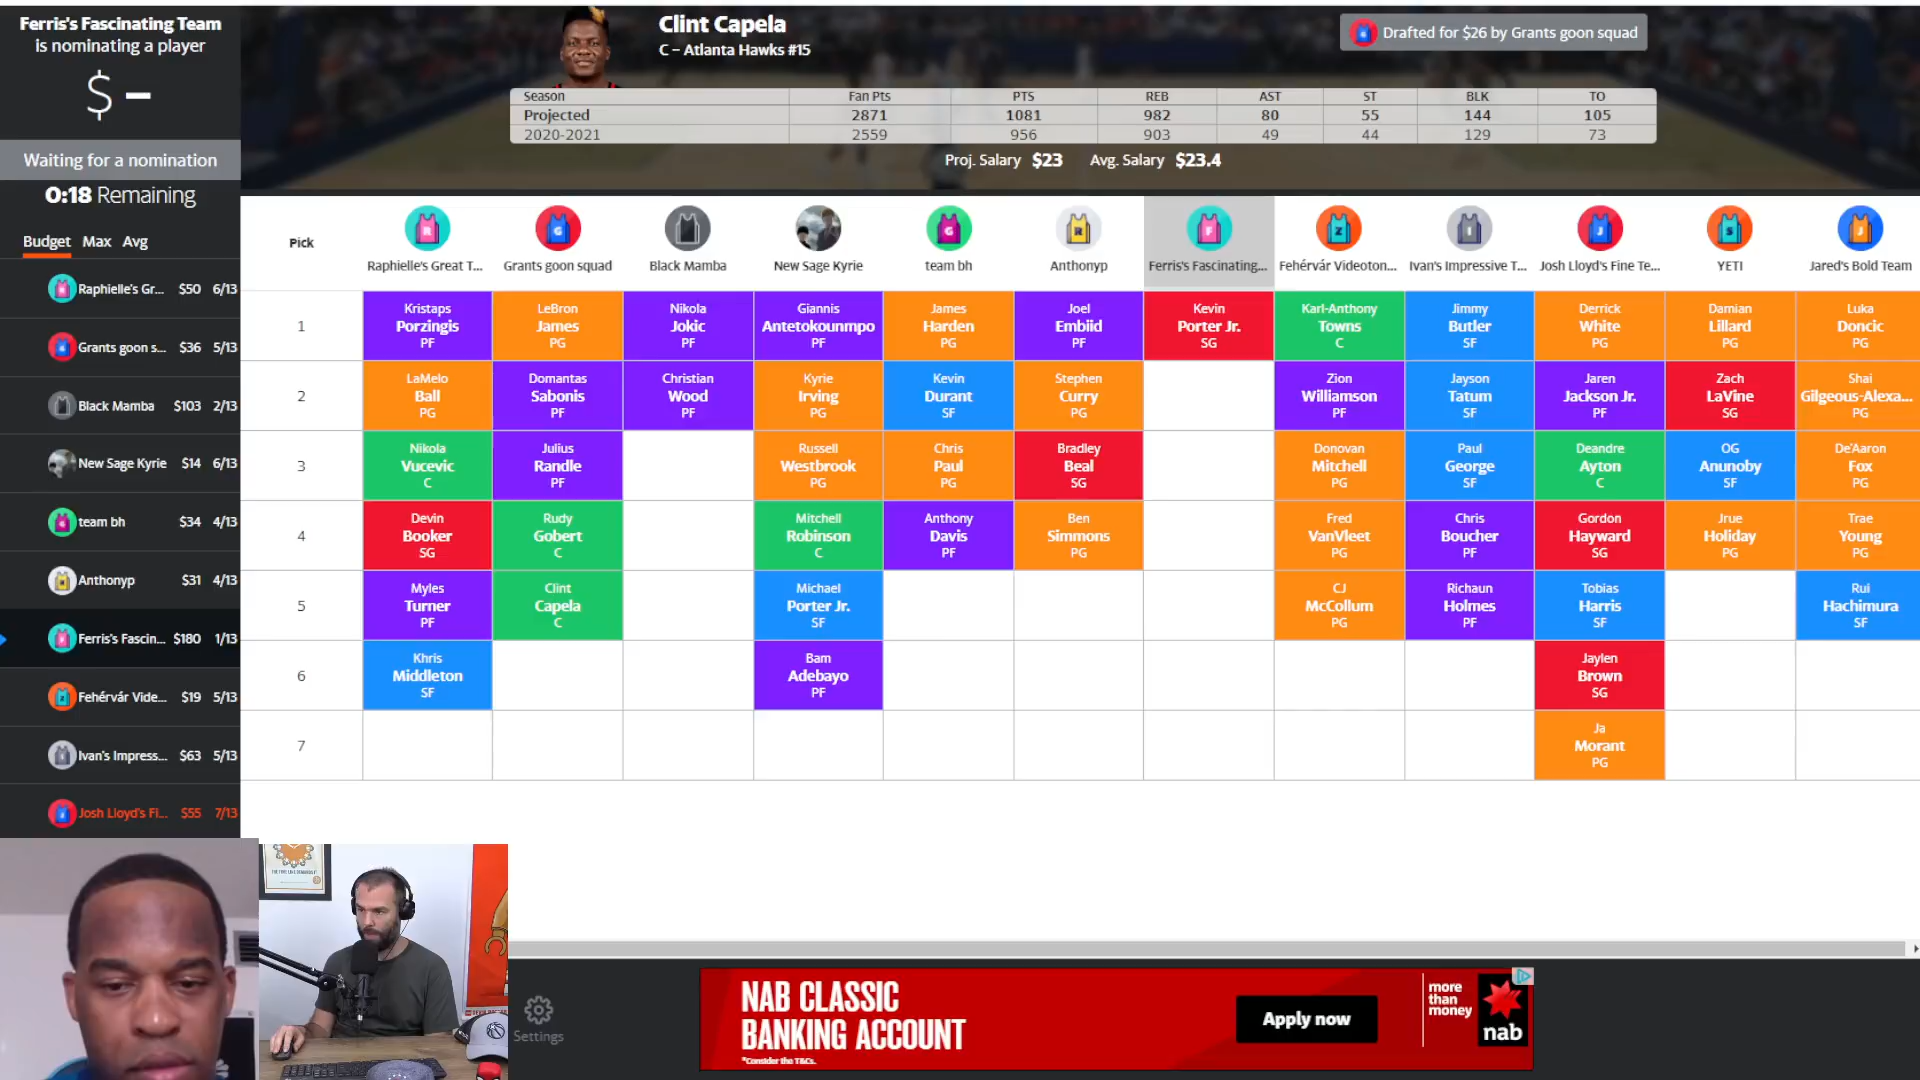 Ferris's Fascinating Team
is nominating a player
$ –
Waiting for a nomination
0:18 Remaining
Budget Max Avg
Raphielle's Gr... $50 6/13
Grants goon s... $36 5/13
Black Mamba $103 2/13
New Sage Kyrie $14 6/13
team bh $34 4/13
Anthonyp $31 4/13
Ferris's Fascin... $180 1/13
Fehérvár Vide... $19 5/13
Ivan's Impress... $63 5/13
Josh Lloyd's Fi... $55 7/13
Clint Capela
C – Atlanta Hawks #15
Drafted for $26 by Grants goon squad
Season Fan Pts PTS REB AST ST BLK TO
Projected 2871 1081 982 80 55 144 105
2020-2021 2559 956 903 49 44 129 73
Proj. Salary $23 Avg. Salary $23.4
Pick Raphielle's Great T... Grants goon squad Black Mamba New Sage Kyrie team bh Anthonyp Ferris's Fascinating... Fehérvár Videoton... Ivan's Impressive T... Josh Lloyd's Fine Te... YETI Jared's Bold Team
Kristaps LeBron Nikola Giannis James Joel Kevin Karl-Anthony Jimmy Derrick Damian Luka
1 Porzingis James Jokic Antetokounmpo Harden Embiid Porter Jr. Towns Butler White Lillard Doncic
PF PG PF PF PG PF SG C SF PG PG PG
LaMelo Domantas Christian Kyrie Kevin Stephen Zion Jayson Jaren Zach Shai
2 Ball Sabonis Wood Irving Durant Curry Williamson Tatum Jackson Jr. LaVine Gilgeous-Alexa...
PG PF PF PG SF PG PF SF PF SG PG
Nikola Julius Russell Chris Bradley Donovan Paul Deandre OG De'Aaron
3 Vucevic Randle Westbrook Paul Beal Mitchell George Ayton Anunoby Fox
C PF PG PG SG PG SF C SF PG
Devin Rudy Mitchell Anthony Ben Fred Chris Gordon Jrue Trae
4 Booker Gobert Robinson Davis Simmons VanVleet Boucher Hayward Holiday Young
SG C C PF PG PG PF SG PG PG
Myles Clint Michael CJ Richaun Tobias Rui
5 Turner Capela Porter Jr. McCollum Holmes Harris Hachimura
PF C SF PG PF SF SF
Khris Bam Jaylen
6 Middleton Adebayo Brown
SF PF SG
Ja
7 Morant
PG
Settings
NAB CLASSIC
BANKING ACCOUNT
*Consider the T&Cs.
Apply now
more
than
money
nab